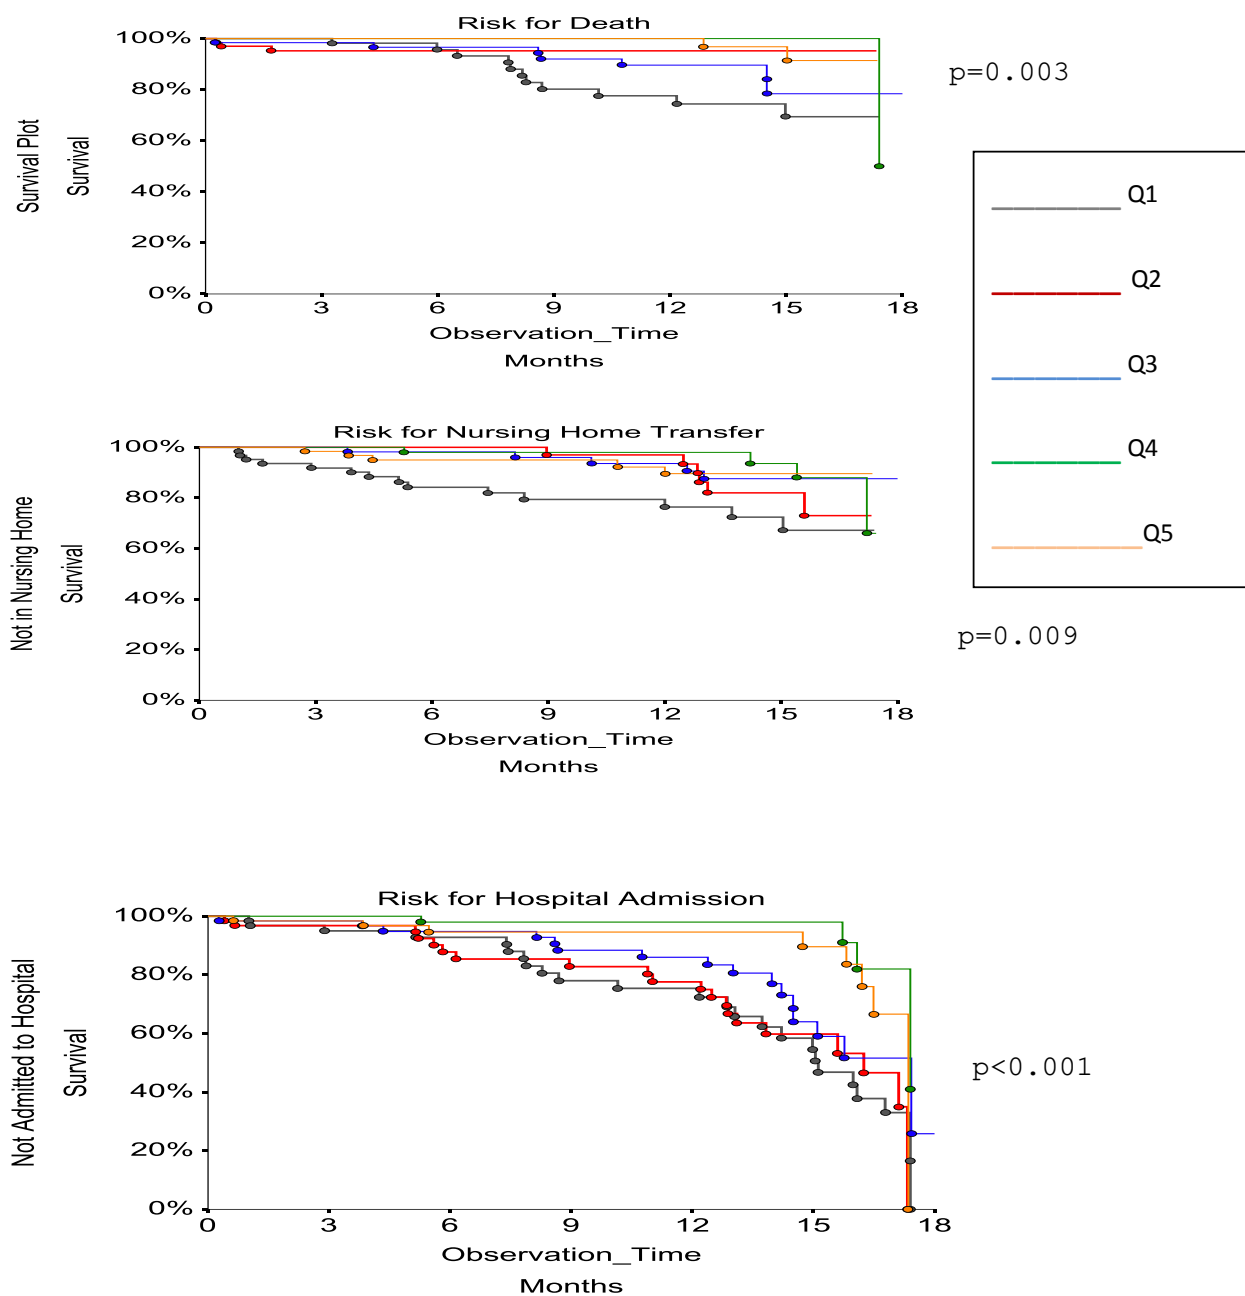 Risk for Death
100%
80%
60%
40%
20%
0%
Survival Plot
Survival
0 3 6 9 12 15 18
Observation_Time
Months
p=0.003
Q1
Q2
Q3
Q4
Q5
Risk for Nursing Home Transfer
100%
80%
60%
40%
20%
0%
Not in Nursing Home
Survival
0 3 6 9 12 15 18
Observation_Time
Months
p=0.009
Risk for Hospital Admission
100%
80%
60%
40%
20%
0%
Not Admitted to Hospital
Survival
0 3 6 9 12 15 18
Observation_Time
Months
p<0.001